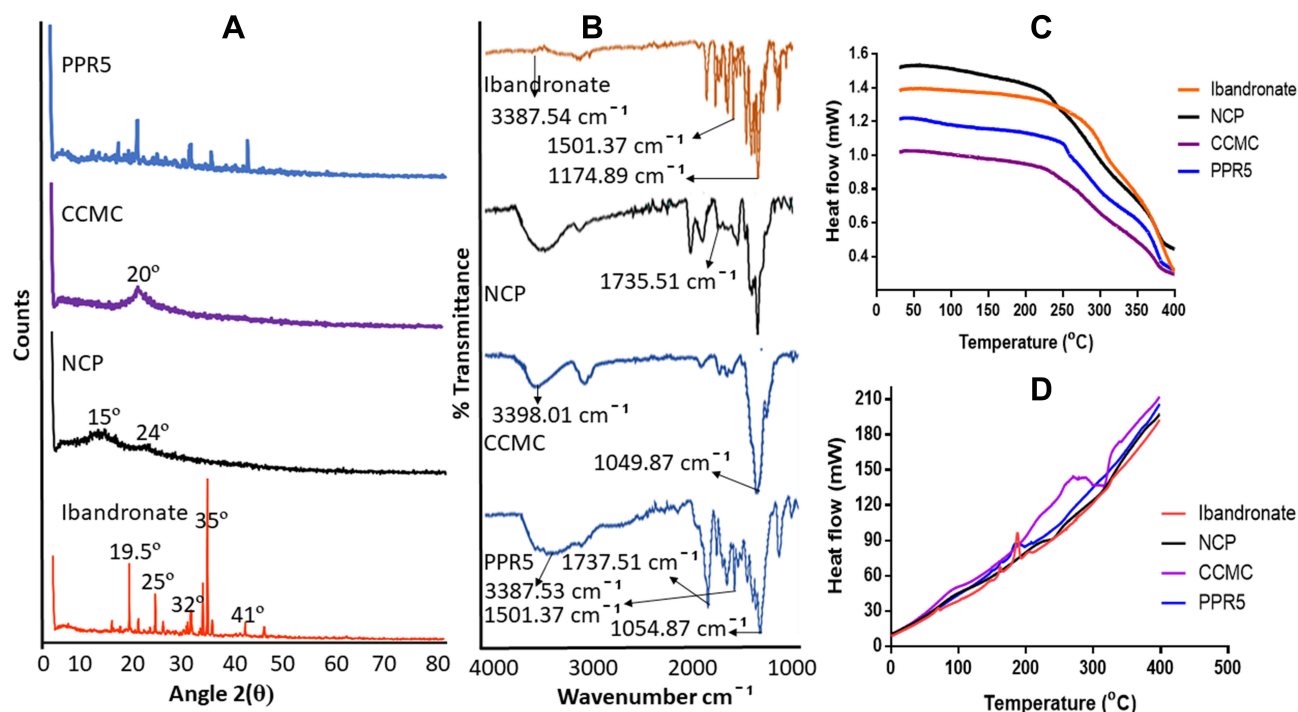 A
PPR5
CCMC
20°
NCP
15°
24°
Ibandronate
35°
19.5°
25°
32°
41°
Counts
0 10 20 30 40 50 60 70 80
Angle 2(θ)
B
Ibandronate
3387.54 cm⁻¹
1501.37 cm⁻¹
1174.89 cm⁻¹
1735.51 cm⁻¹
NCP
3398.01 cm⁻¹
CCMC
1049.87 cm⁻¹
PPR5
1737.51 cm⁻¹
3387.53 cm⁻¹
1501.37 cm⁻¹
1054.87 cm⁻¹
% Transmittance
4000 3000 2000 1000
Wavenumber cm⁻¹
C
1.6
1.4
1.2
1.0
0.8
0.6
0.4
Heat flow (mW)
0 50 100 150 200 250 300 350 400
Temperature (°C)
Ibandronate
NCP
CCMC
PPR5
D
210
180
150
120
90
60
30
0
Heat flow (mW)
0 100 200 300 400 500
Temperature (°C)
Ibandronate
NCP
CCMC
PPR5